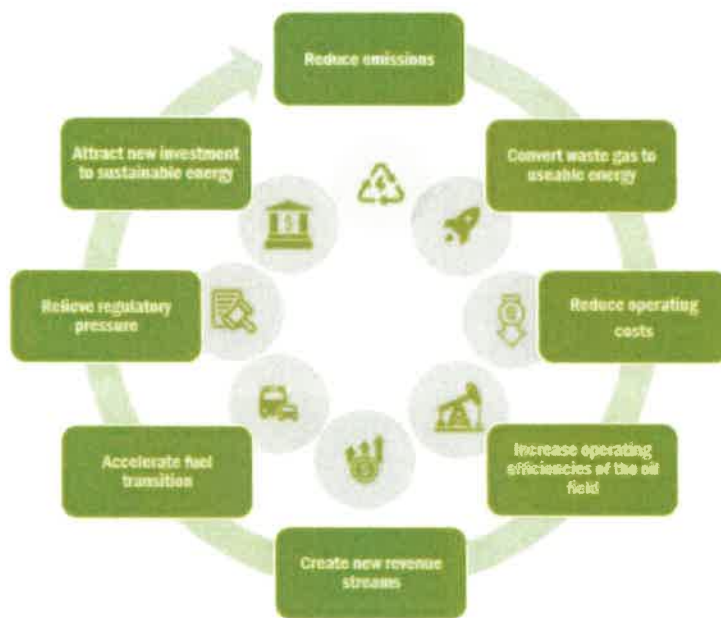 Reduce emissions
Convert waste gas to
useable energy
Reduce operating
costs
Increase operating
efficiencies of the oil
field
Create new revenue
streams
Accelerate fuel
transition
Relieve regulatory
pressure
Attract new investment
to sustainable energy